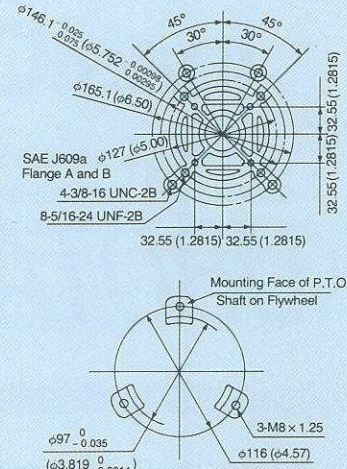 φ146.1 -0.025 -0.075 (φ5.752 -0.00098 -0.00295)
45° 45°
30° 30°
φ165.1 (φ6.50)
φ127 (φ5.00)
32.55 (1.2815)
32.55 (1.2815)
SAE J609a
Flange A and B
4-3/8-16 UNC-2B
8-5/16-24 UNF-2B
32.55 (1.2815) 32.55 (1.2815)
Mounting Face of P.T.O
Shaft on Flywheel
3-M8 × 1.25
φ97 0 -0.035
φ116 (φ4.57)
(φ3.819 0